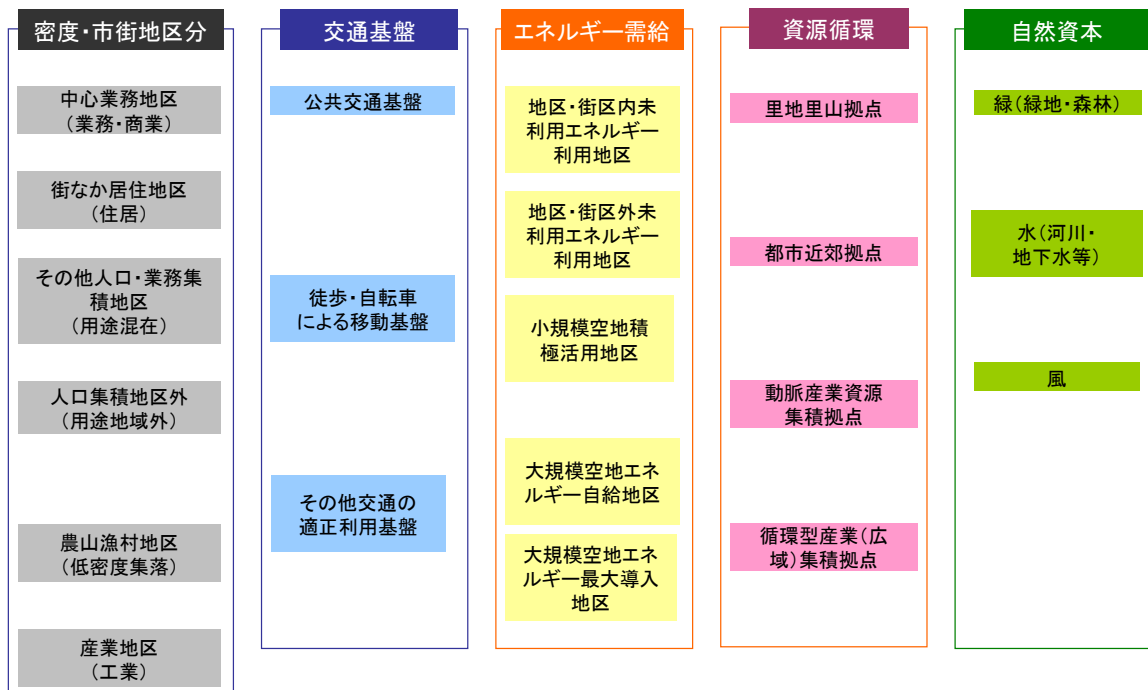 密度・市街地区分
中心業務地区
(業務・商業)
街なか居住地区
(住居)
その他人口・業務集
積地区
(用途混在)
人口集積地区外
(用途地域外)
農山漁村地区
(低密度集落)
産業地区
(工業)
交通基盤
公共交通基盤
徒歩・自転車
による移動基盤
その他交通の
適正利用基盤
エネルギー需給
地区・街区内未
利用エネルギー
利用地区
地区・街区外未
利用エネルギー
利用地区
小規模空地積
極活用地区
大規模空地エネ
ルギー自給地区
大規模空地エネ
ルギー最大導入
地区
資源循環
里地里山拠点
都市近郊拠点
動脈産業資源
集積拠点
循環型産業(広
域)集積拠点
自然資本
緑(緑地・森林)
水(河川・
地下水等)
風